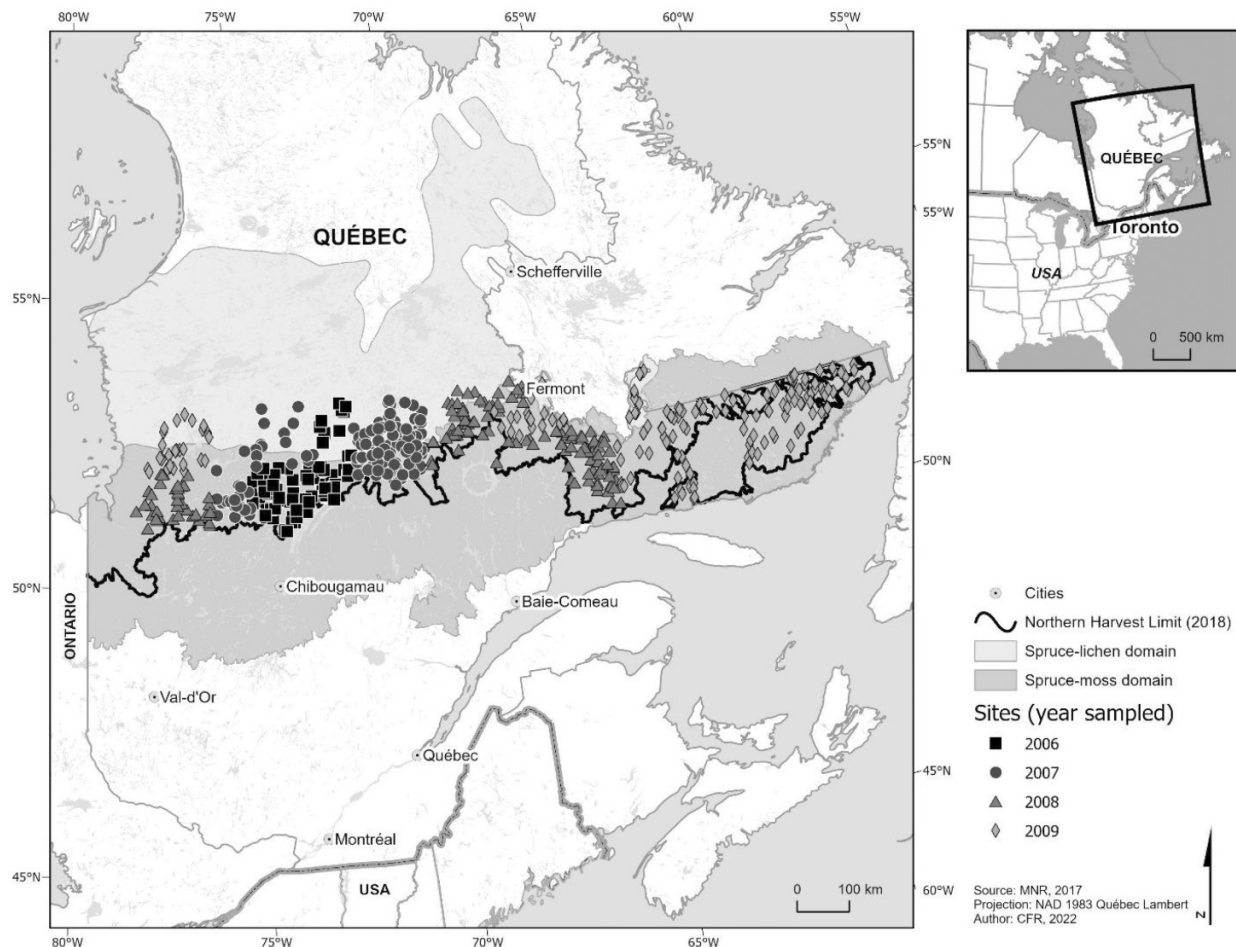 80°W 75°W 70°W 65°W 60°W 55°W
QUÉBEC
Schefferville
55°N
55°N
55°W
Fermont
50°N
50°N
Chibougamau
Baie-Comeau
ONTARIO
Val-d'Or
Québec
45°N
Montréal
45°N
USA
0 100 km
60°W
80°W 75°W 70°W 65°W
QUÉBEC
Toronto
USA
0 500 km
Cities
Northern Harvest Limit (2018)
Spruce-lichen domain
Spruce-moss domain
Sites (year sampled)
2006
2007
2008
2009
Source: MNR, 2017
Projection: NAD 1983 Québec Lambert
Author: CFR, 2022
N